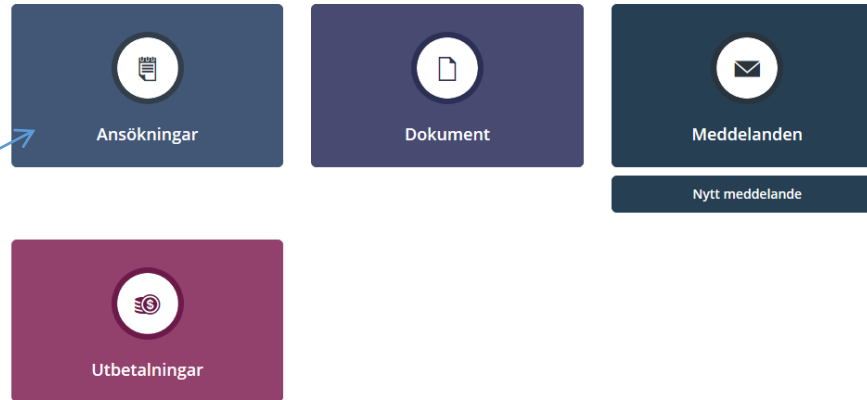 Ansökningar
Dokument
Meddelanden
Nytt meddelande
Utbetalningar